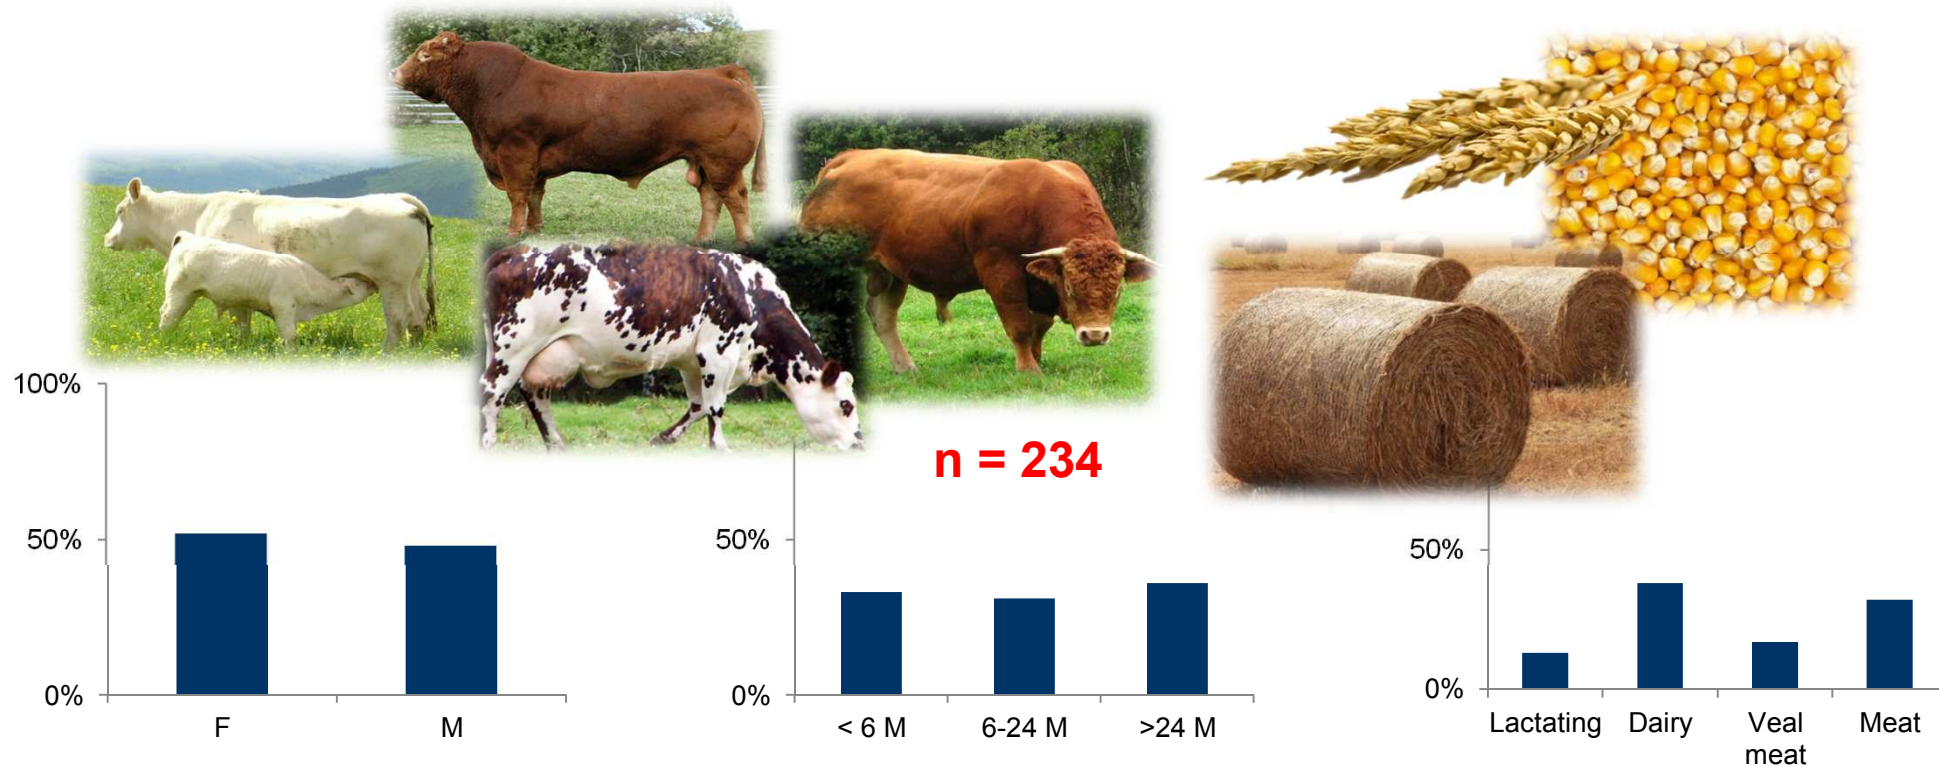 n = 234
100%
50%
0%
F M
50%
0%
< 6 M 6-24 M >24 M
50%
0%
Lactating Dairy Veal meat Meat